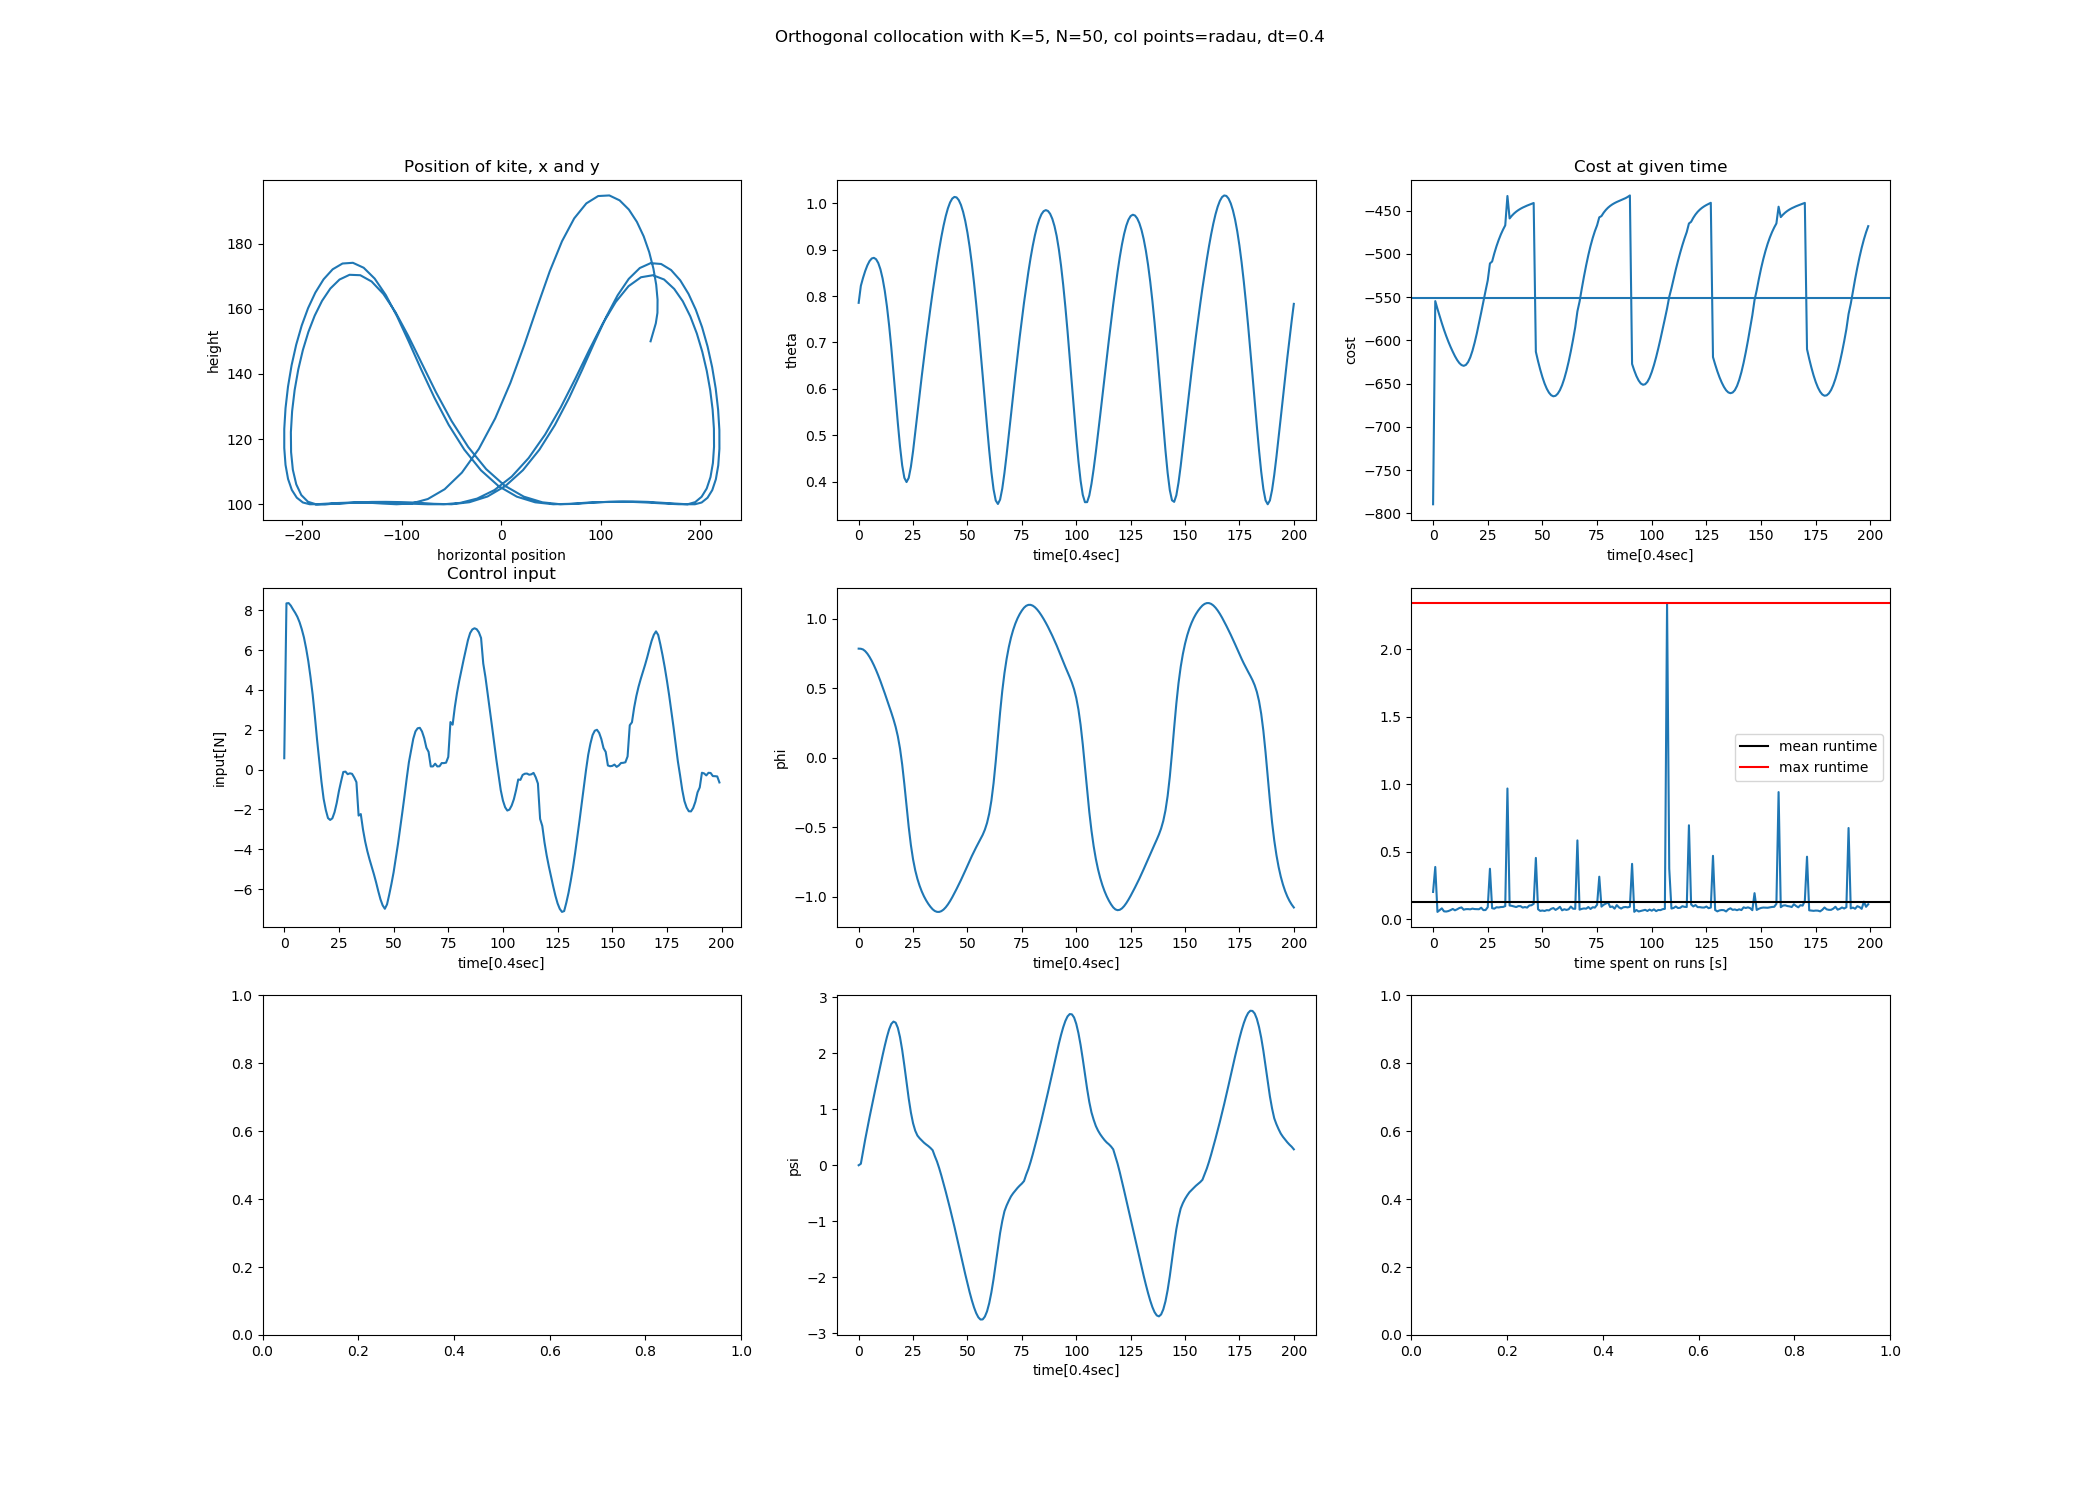 Orthogonal collocation with K=5, N=50, col points=radau, dt=0.4
Position of kite, x and y
height
180
160
140
120
100
−200 −100 0 100 200
horizontal position
theta
1.0
0.9
0.8
0.7
0.6
0.5
0.4
0 25 50 75 100 125 150 175 200
time[0.4sec]
Cost at given time
cost
−450
−500
−550
−600
−650
−700
−750
−800
0 25 50 75 100 125 150 175 200
time[0.4sec]
Control input
input[N]
8
6
4
2
0
−2
−4
−6
0 25 50 75 100 125 150 175 200
time[0.4sec]
phi
1.0
0.5
0.0
−0.5
−1.0
0 25 50 75 100 125 150 175 200
time[0.4sec]
2.0
1.5
1.0
0.5
0.0
mean runtime
max runtime
0 25 50 75 100 125 150 175 200
time spent on runs [s]
1.0
0.8
0.6
0.4
0.2
0.0
0.0 0.2 0.4 0.6 0.8 1.0
psi
3
2
1
0
−1
−2
−3
0 25 50 75 100 125 150 175 200
time[0.4sec]
1.0
0.8
0.6
0.4
0.2
0.0
0.0 0.2 0.4 0.6 0.8 1.0